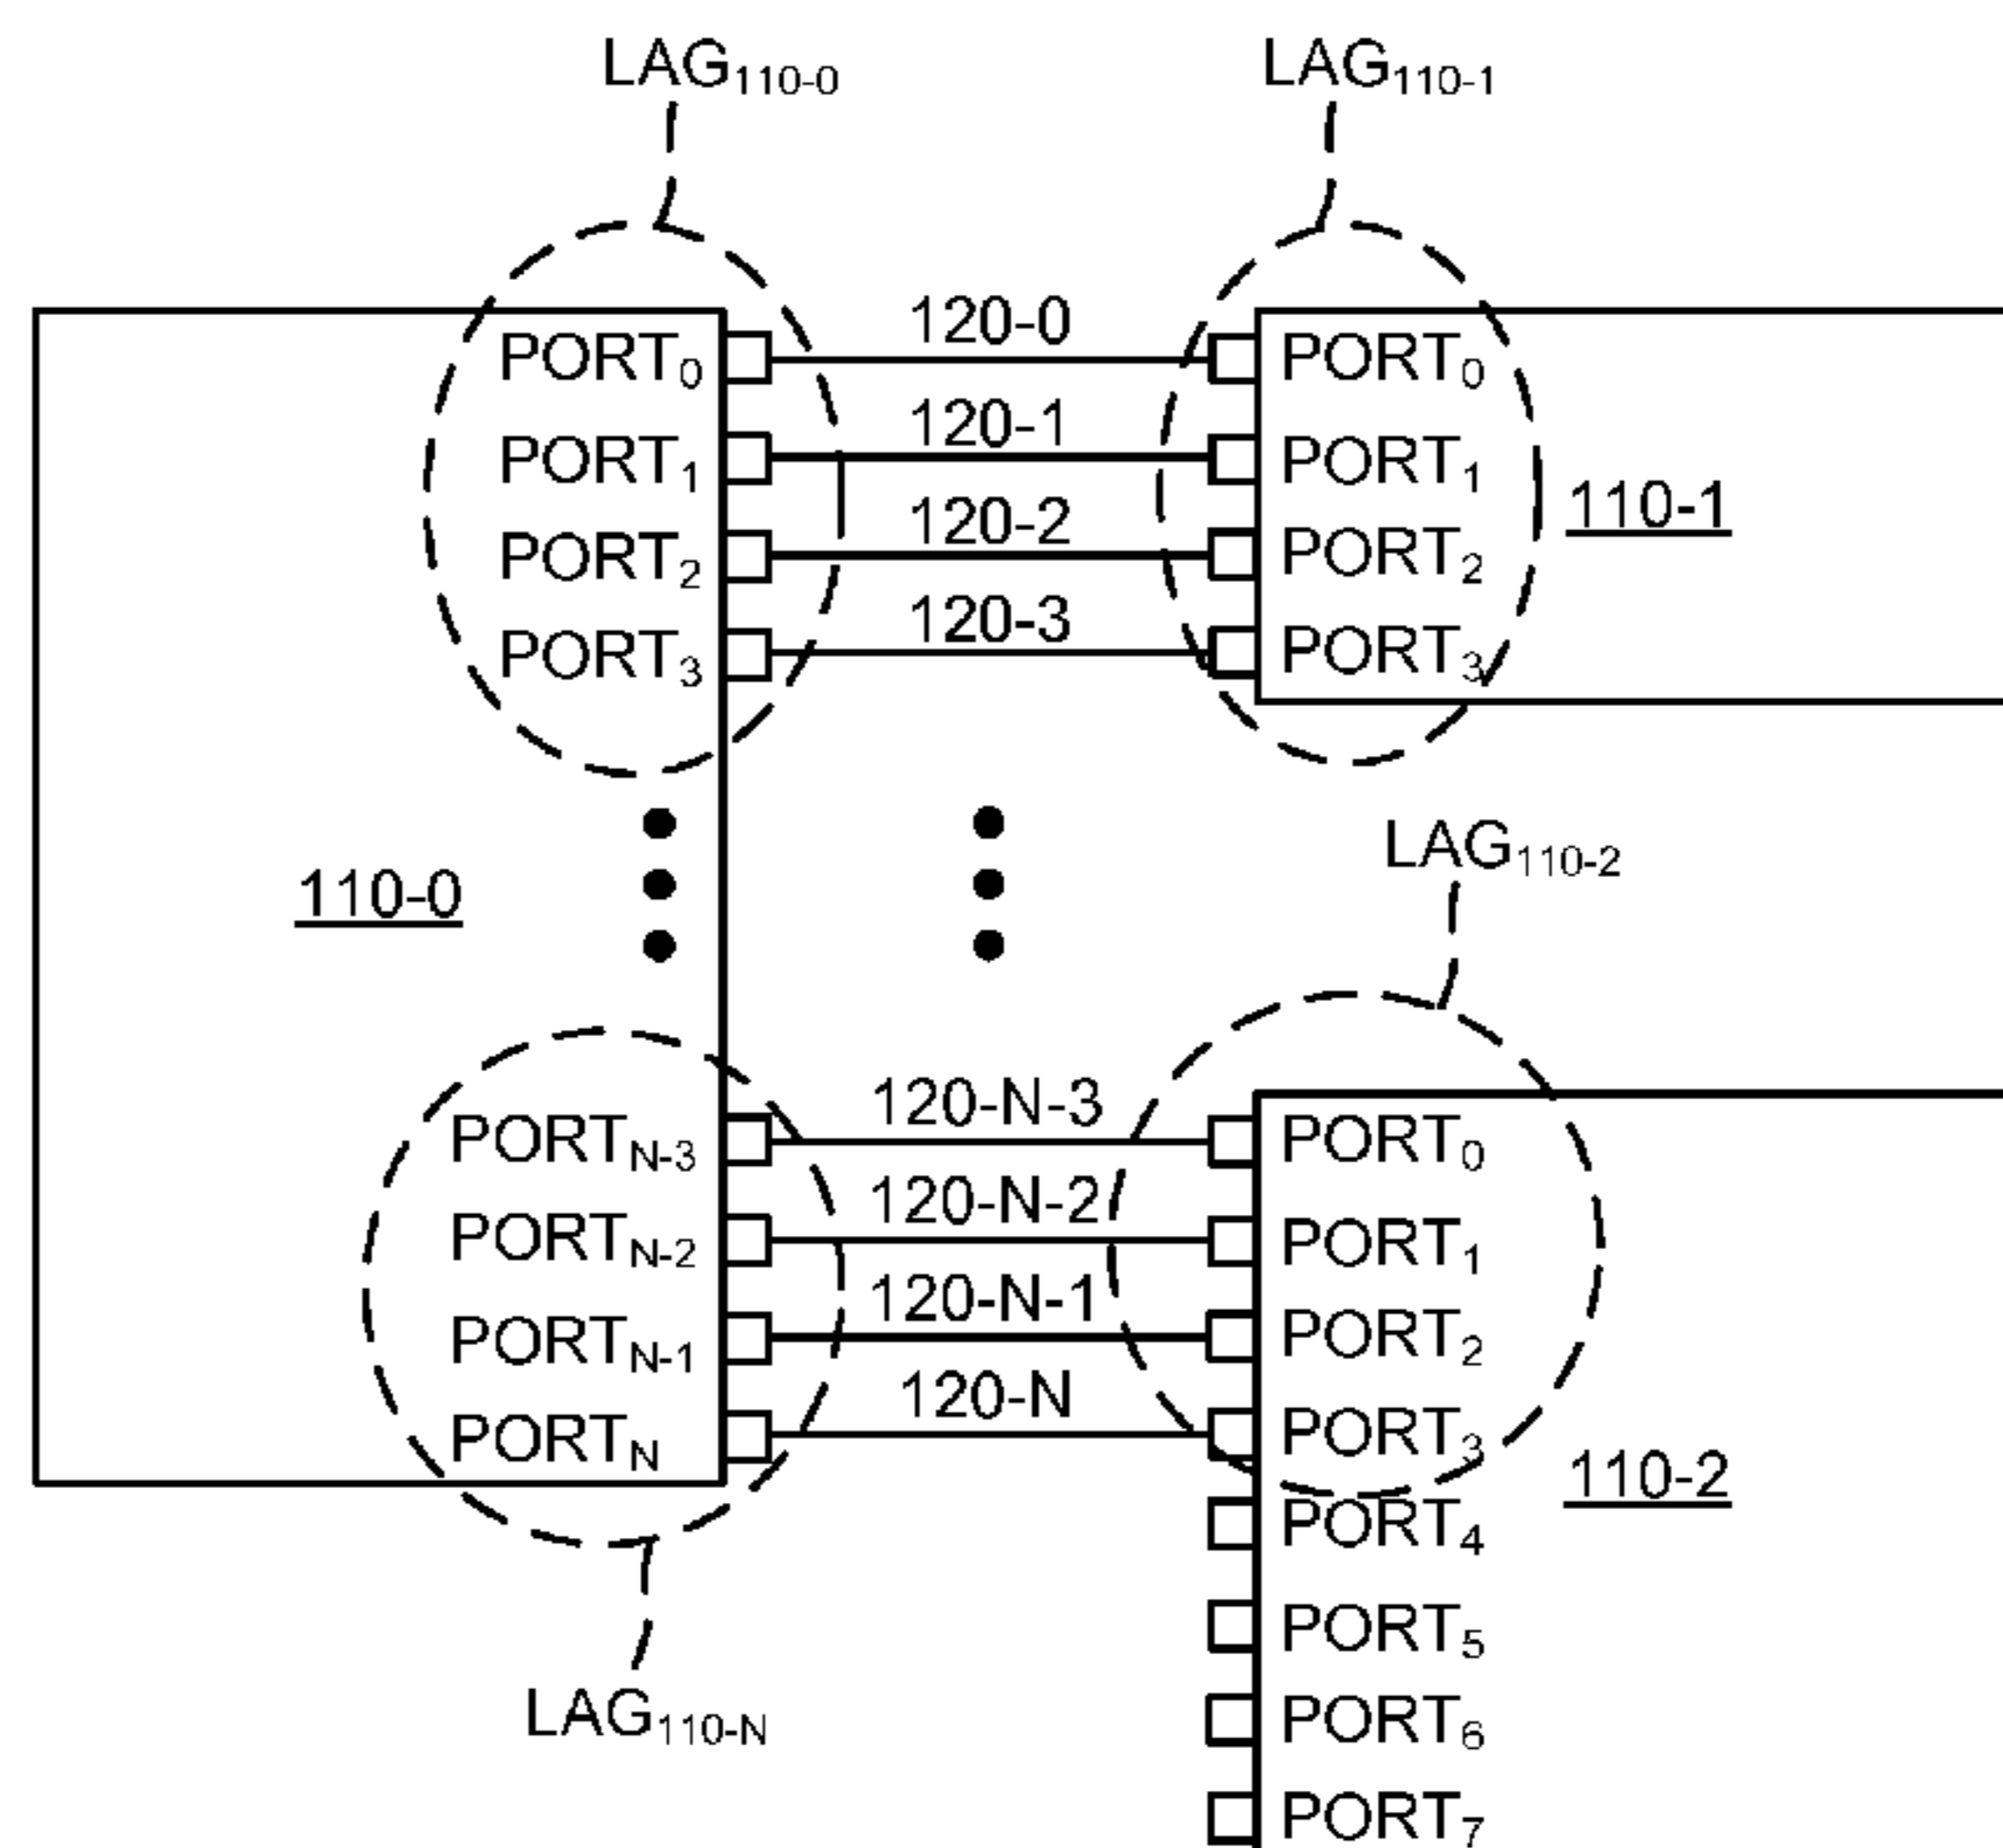 LAG110-0
LAG110-1
PORT0
120-0
PORT0
PORT1
120-1
PORT1
110-1
PORT2
120-2
PORT2
PORT3
120-3
PORT3
LAG110-2
110-0
PORTN-3
120-N-3
PORT0
PORTN-2
120-N-2
PORT1
PORTN-1
120-N-1
PORT2
PORTN
120-N
PORT3
110-2
PORT4
PORT5
LAG110-N
PORT6
PORT7